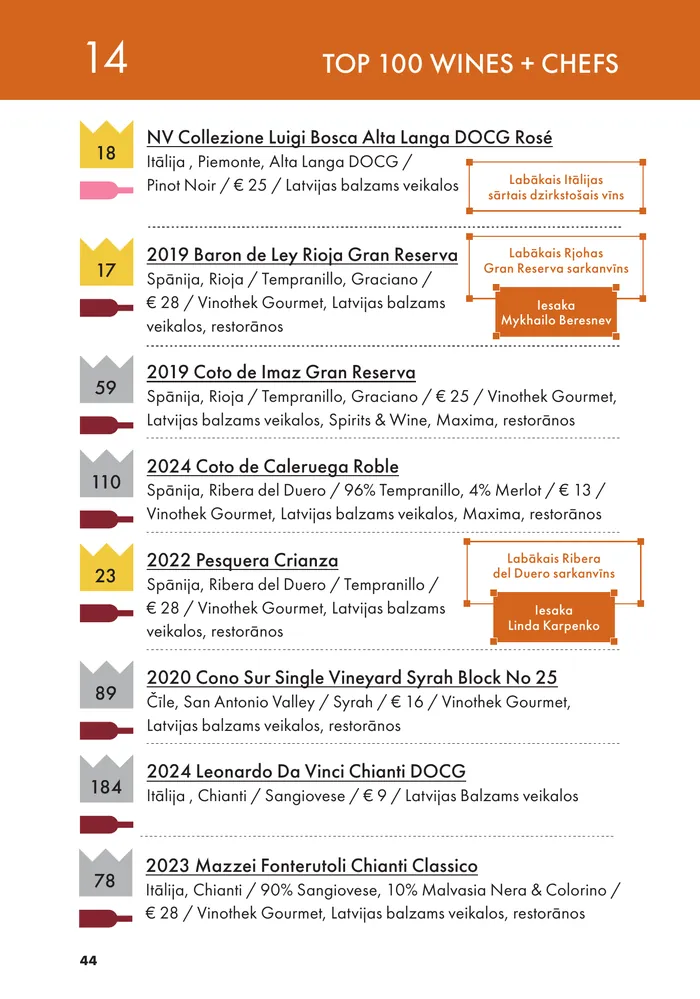 14
TOP 100 WINES + CHEFS
18
NV Collezione Luigi Bosca Alta Langa DOCG Rosé
Itālija , Piemonte, Alta Langa DOCG /
Pinot Noir / € 25 / Latvijas balzams veikalos
Labākais Itālijas
sārtais dzirkstošais vīns
17
2019 Baron de Ley Rioja Gran Reserva
Spānija, Rioja / Tempranillo, Graciano /
€ 28 / Vinothek Gourmet, Latvijas balzams
veikalos, restorānos
Labākais Rjohas
Gran Reserva sarkanvīns
Iesaka
Mykhailo Beresnev
59
2019 Coto de Imaz Gran Reserva
Spānija, Rioja / Tempranillo, Graciano / € 25 / Vinothek Gourmet,
Latvijas balzams veikalos, Spirits & Wine, Maxima, restorānos
110
2024 Coto de Caleruega Roble
Spānija, Ribera del Duero / 96% Tempranillo, 4% Merlot / € 13 /
Vinothek Gourmet, Latvijas balzams veikalos, Maxima, restorānos
23
2022 Pesquera Crianza
Spānija, Ribera del Duero / Tempranillo /
€ 28 / Vinothek Gourmet, Latvijas balzams
veikalos, restorānos
Labākais Ribera
del Duero sarkanvīns
Iesaka
Linda Karpenko
89
2020 Cono Sur Single Vineyard Syrah Block No 25
Čīle, San Antonio Valley / Syrah / € 16 / Vinothek Gourmet,
Latvijas balzams veikalos, restorānos
184
2024 Leonardo Da Vinci Chianti DOCG
Itālija , Chianti / Sangiovese / € 9 / Latvijas Balzams veikalos
78
2023 Mazzei Fonterutoli Chianti Classico
Itālija, Chianti / 90% Sangiovese, 10% Malvasia Nera & Colorino /
€ 28 / Vinothek Gourmet, Latvijas balzams veikalos, restorānos
44